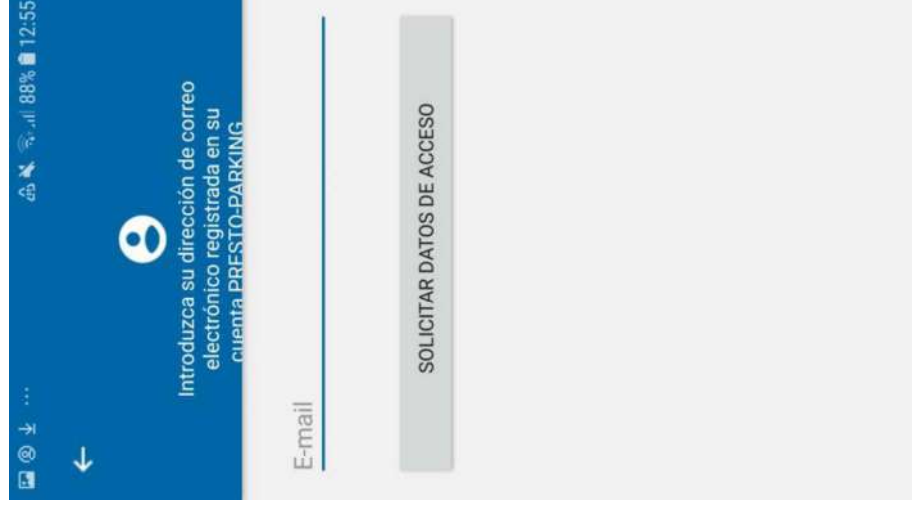 88% 12:55
Introduzca su dirección de correo
electrónico registrada en su
cuenta PRESTO-PARKING
E-mail
SOLICITAR DATOS DE ACCESO